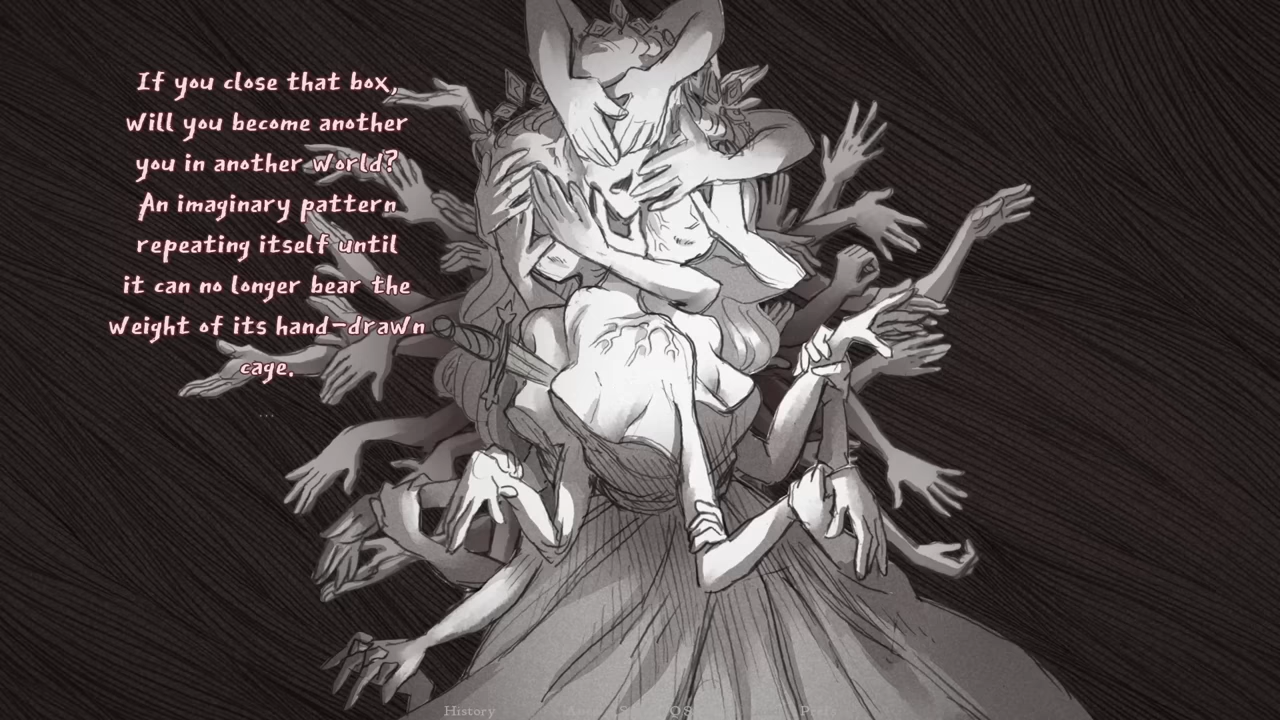 If you close that box,
Will you become another
you in another world?
An imaginary pattern
repeating itself until
it can no longer bear the
weight of its hand-drawn
cage.
...
History